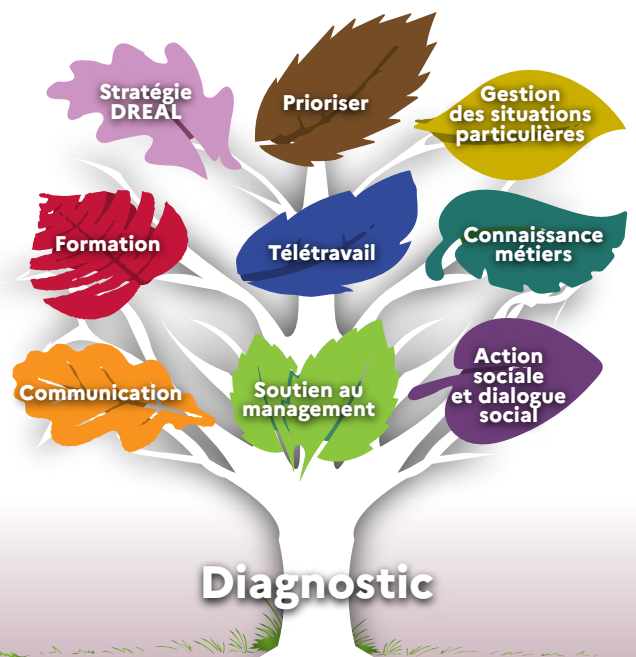 Stratégie
DREAL
Prioriser
Gestion
des situations
particulières
Formation
Télétravail
Connaissance
métiers
Communication
Soutien au
management
Action
sociale
et dialogue
social
Diagnostic